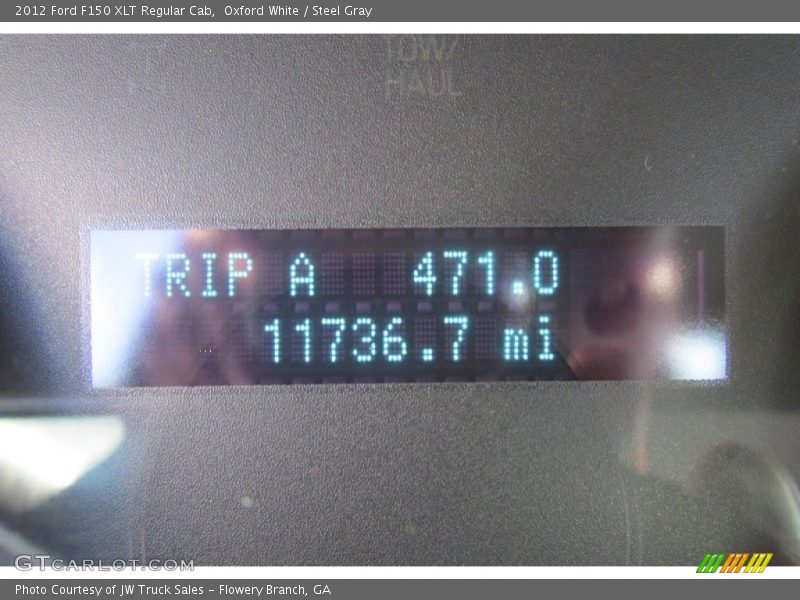 2012 Ford F150 XLT Regular Cab,  Oxford White / Steel Gray
TOW/
HAUL
TRIP A 471.0
11736.7 mi
GTCARLOT.COM
Photo Courtesy of JW Truck Sales - Flowery Branch, GA